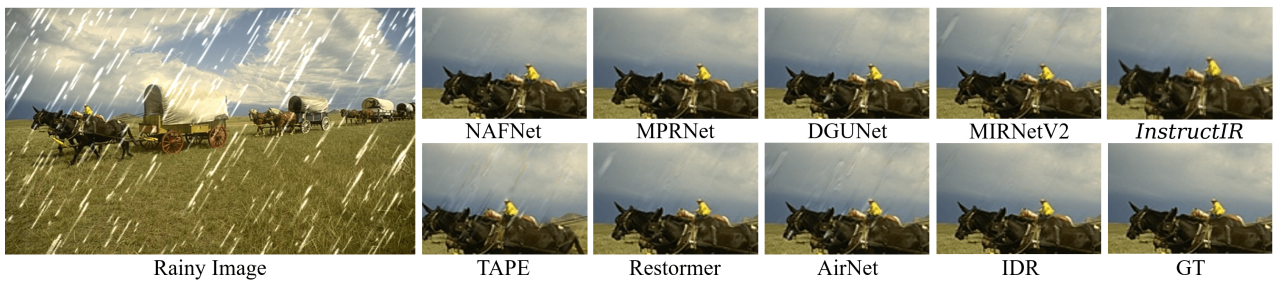 NAFNet
MPRNet
DGUNet
MIRNetV2
InstructIR
Rainy Image
TAPE
Restormer
AirNet
IDR
GT